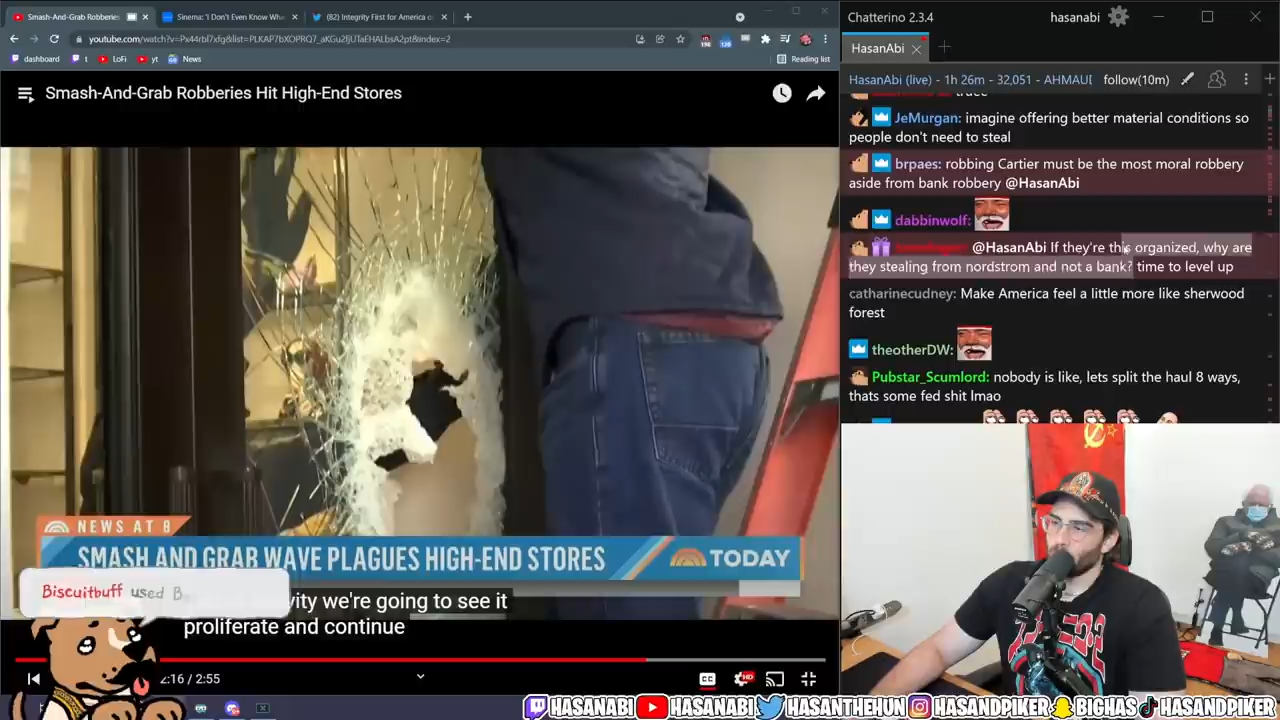 Smash-And-Grab Robberies
Sinema: "I Don't Even Know Wha
(82) Integrity First for America o
youtube.com/watch?v=Px44rbl7xfg&list=PLKAP7bXOPRQ7_aKGu2fjUTaEHALbsA2pt&index=2
dashboard
t
LoFi
yt
News
Reading list
Smash-And-Grab Robberies Hit High-End Stores
NEWS AT 8
SMASH AND GRAB WAVE PLAGUES HIGH-END STORES
TODAY
Biscuitbuff used B
vity we're going to see it
proliferate and continue
2:16 / 2:55
CC
HD
Chatterino 2.3.4
hasanabi
HasanAbi
HasanAbi (live) - 1h 26m - 32,051 - AHMAU
follow(10m)
JeMurgan: imagine offering better material conditions so
people don't need to steal
brpaes: robbing Cartier must be the most moral robbery
aside from bank robbery @HasanAbi
dabbinwolf:
@HasanAbi If they're this organized, why are
they stealing from nordstrom and not a bank? time to level up
catharinecudney: Make America feel a little more like sherwood
forest
theotherDW:
Pubstar_Scumlord: nobody is like, lets split the haul 8 ways,
thats some fed shit lmao
HASANABI
HASANABI
HASANTHEHUN
HASANDPIKER
BIGHAS
HASANDPIKER